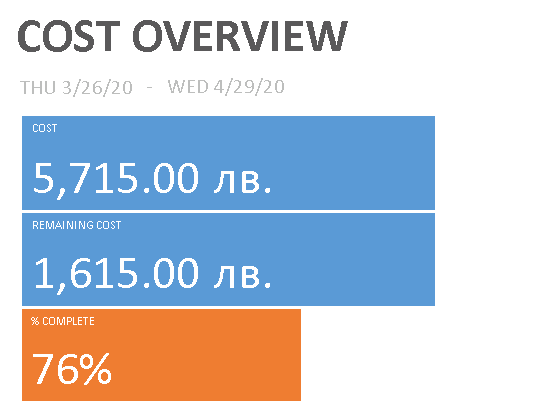 COST OVERVIEW
THU 3/26/20 - WED 4/29/20
COST
5,715.00 лв.
REMAINING COST
1,615.00 лв.
% COMPLETE
76%